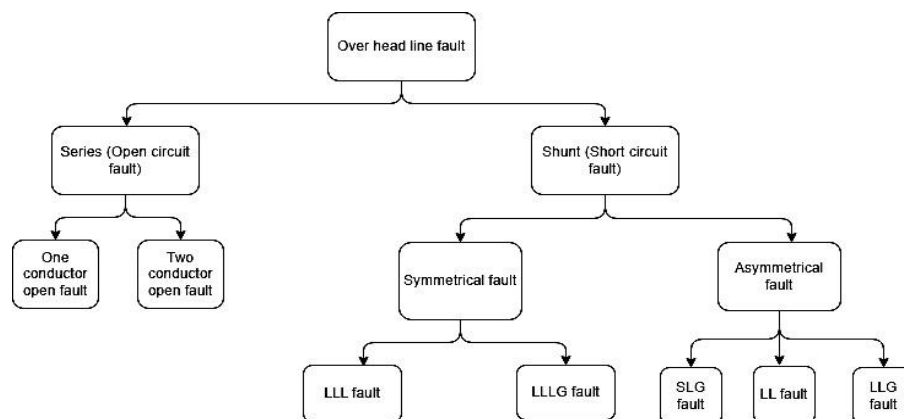 Over head line fault
Series (Open circuit
fault)
Shunt (Short circuit
fault)
One
conductor
open fault
Two
conductor
open fault
Symmetrical fault
Asymmetrical
fault
LLL fault
LLLG fault
SLG
fault
LL fault
LLG
fault